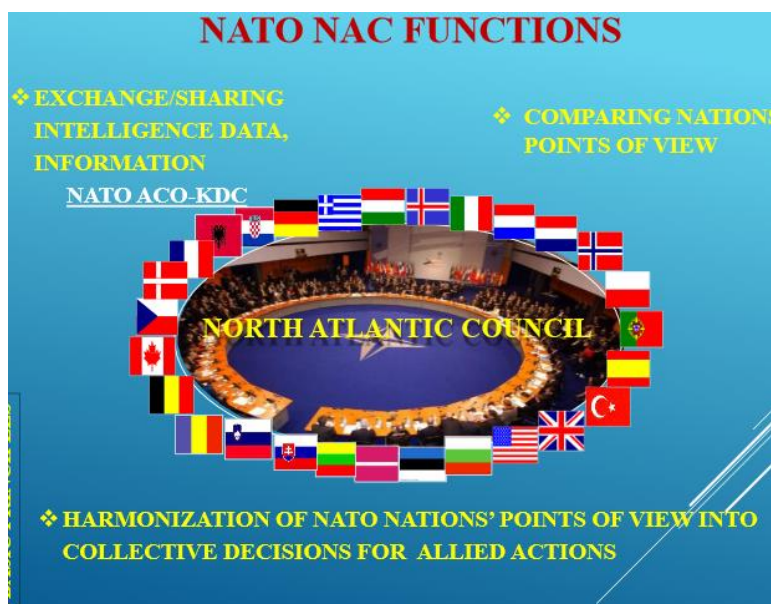 NATO NAC FUNCTIONS
❖ EXCHANGE/SHARING
INTELLIGENCE DATA,
INFORMATION
NATO ACO-KDC
❖ COMPARING NATIONS
POINTS OF VIEW
NORTH ATLANTIC COUNCIL
❖ HARMONIZATION OF NATO NATIONS’ POINTS OF VIEW INTO
COLLECTIVE DECISIONS FOR ALLIED ACTIONS